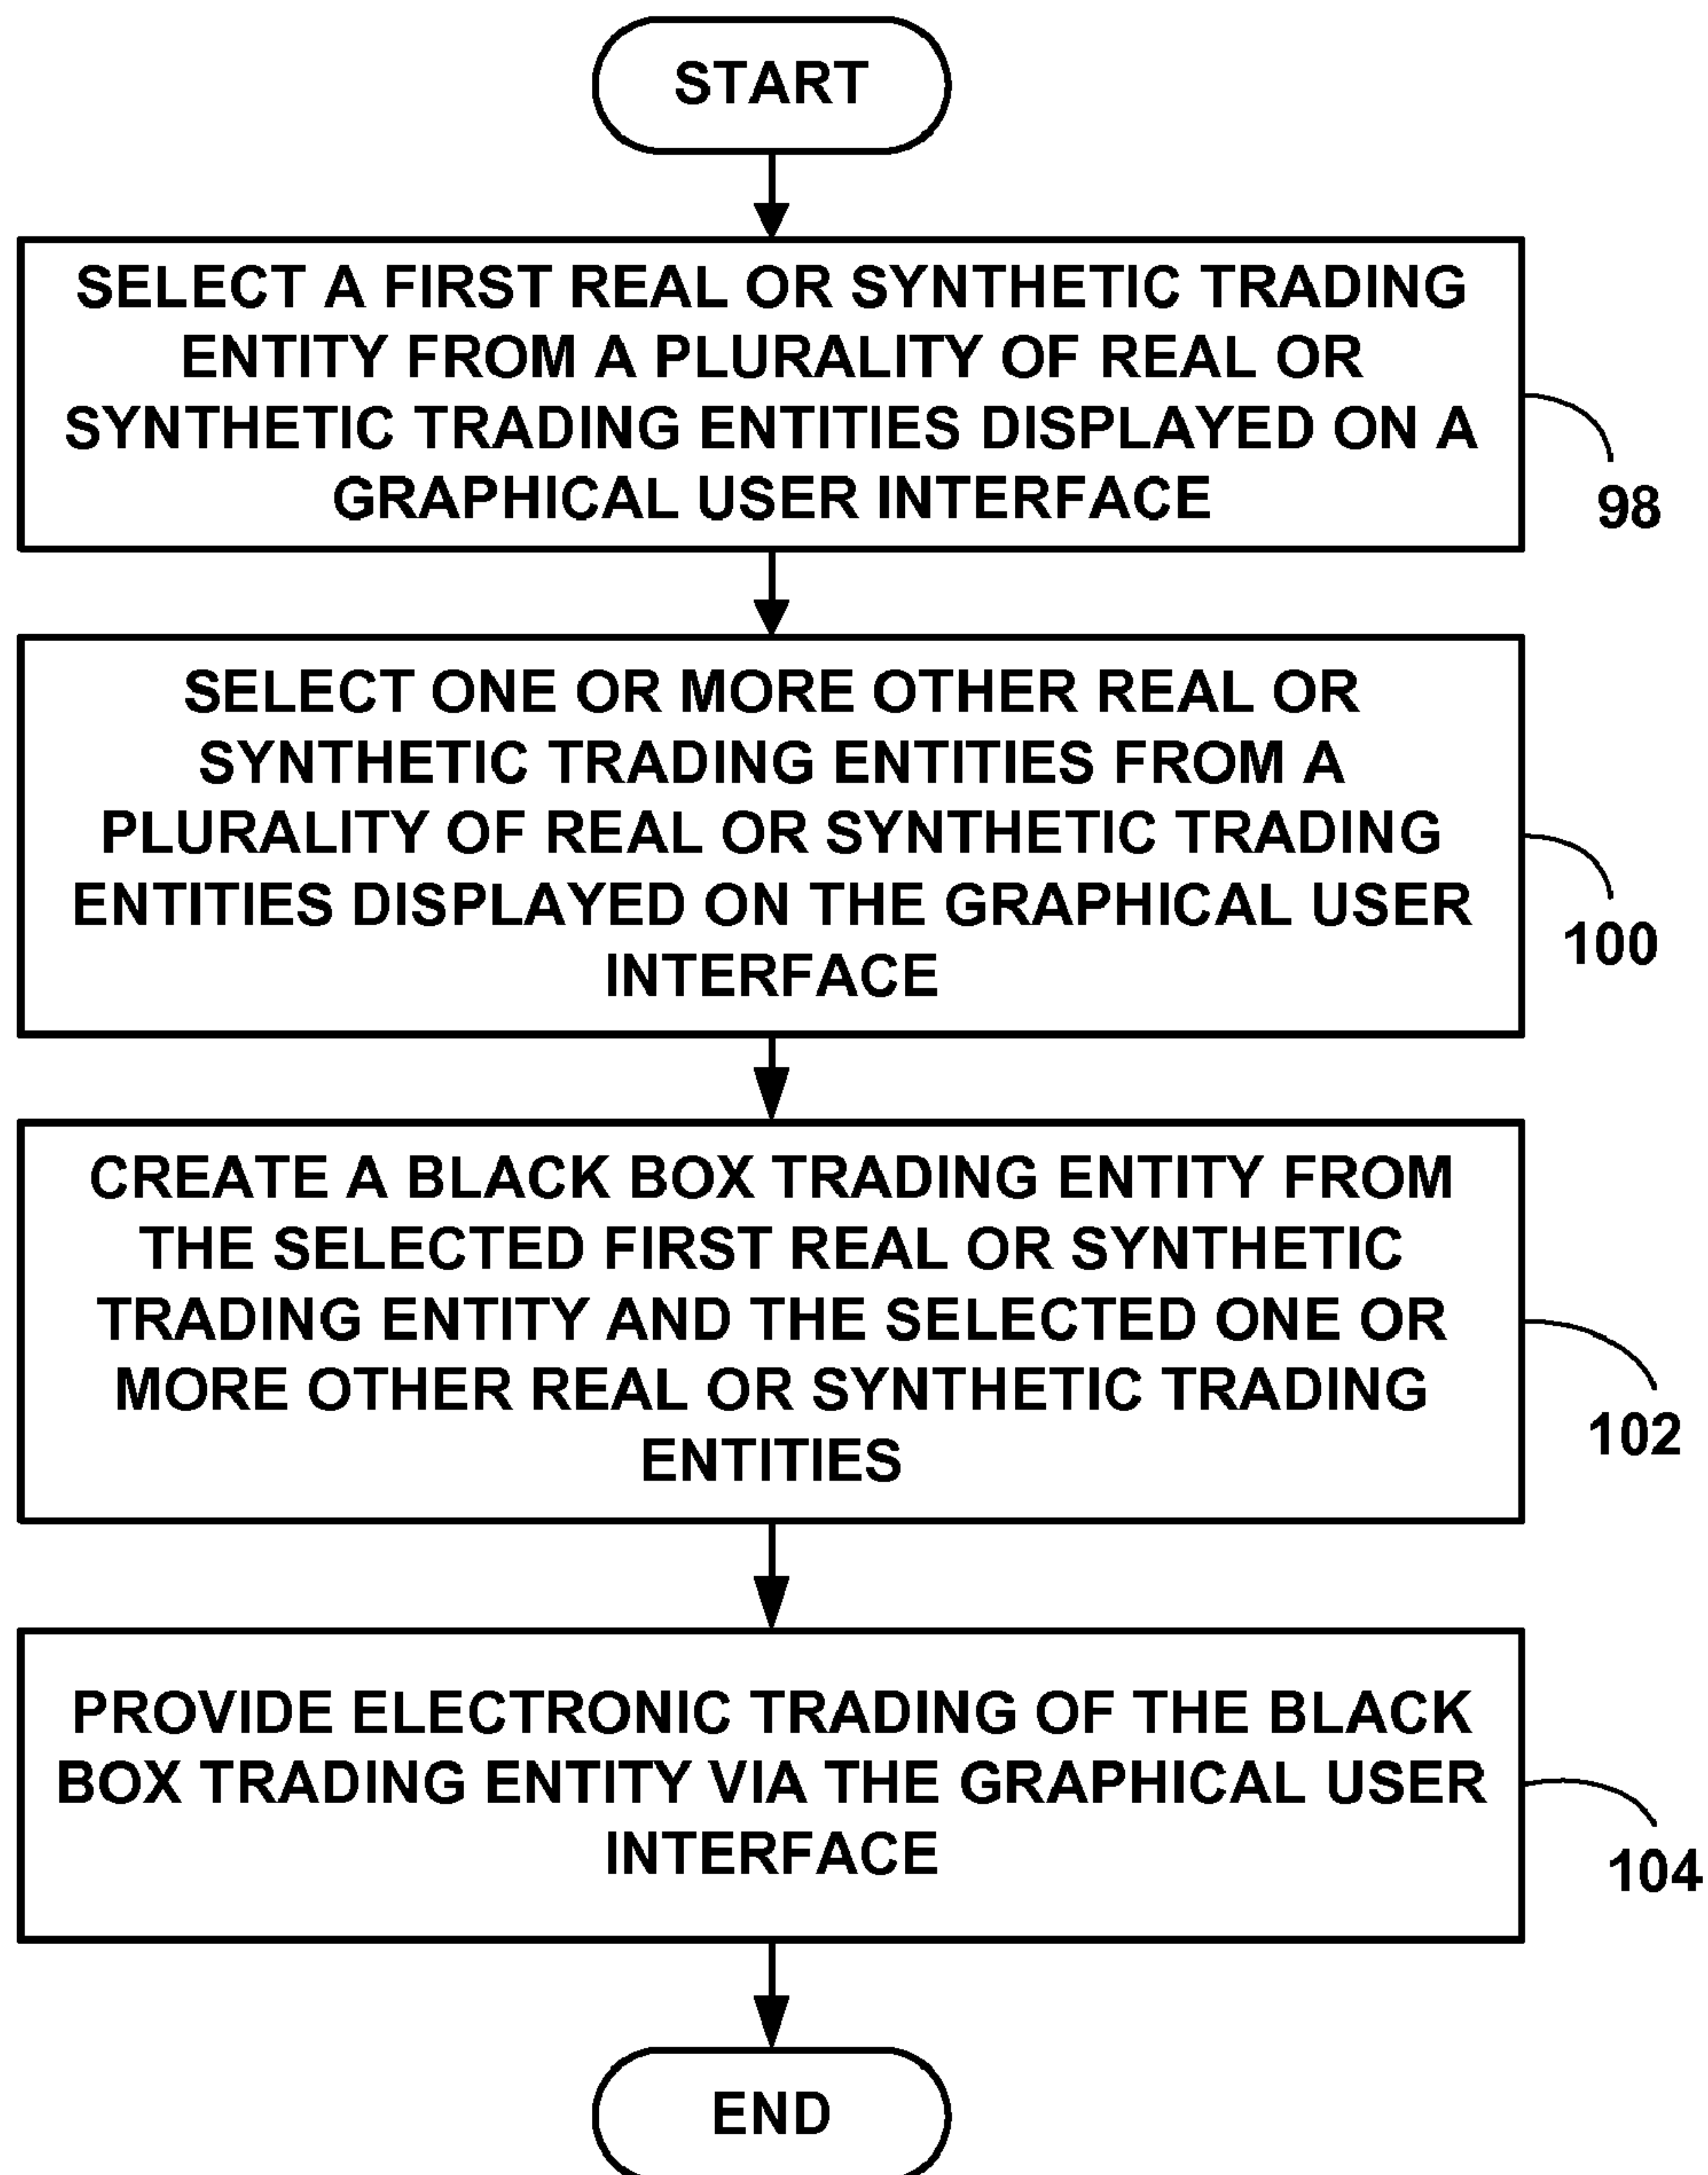 START
SELECT A FIRST REAL OR SYNTHETIC TRADING
ENTITY FROM A PLURALITY OF REAL OR
SYNTHETIC TRADING ENTITIES DISPLAYED ON A
GRAPHICAL USER INTERFACE
98
SELECT ONE OR MORE OTHER REAL OR
SYNTHETIC TRADING ENTITIES FROM A
PLURALITY OF REAL OR SYNTHETIC TRADING
ENTITIES DISPLAYED ON THE GRAPHICAL USER
INTERFACE
100
CREATE A BLACK BOX TRADING ENTITY FROM
THE SELECTED FIRST REAL OR SYNTHETIC
TRADING ENTITY AND THE SELECTED ONE OR
MORE OTHER REAL OR SYNTHETIC TRADING
ENTITIES
102
PROVIDE ELECTRONIC TRADING OF THE BLACK
BOX TRADING ENTITY VIA THE GRAPHICAL USER
INTERFACE
104
END